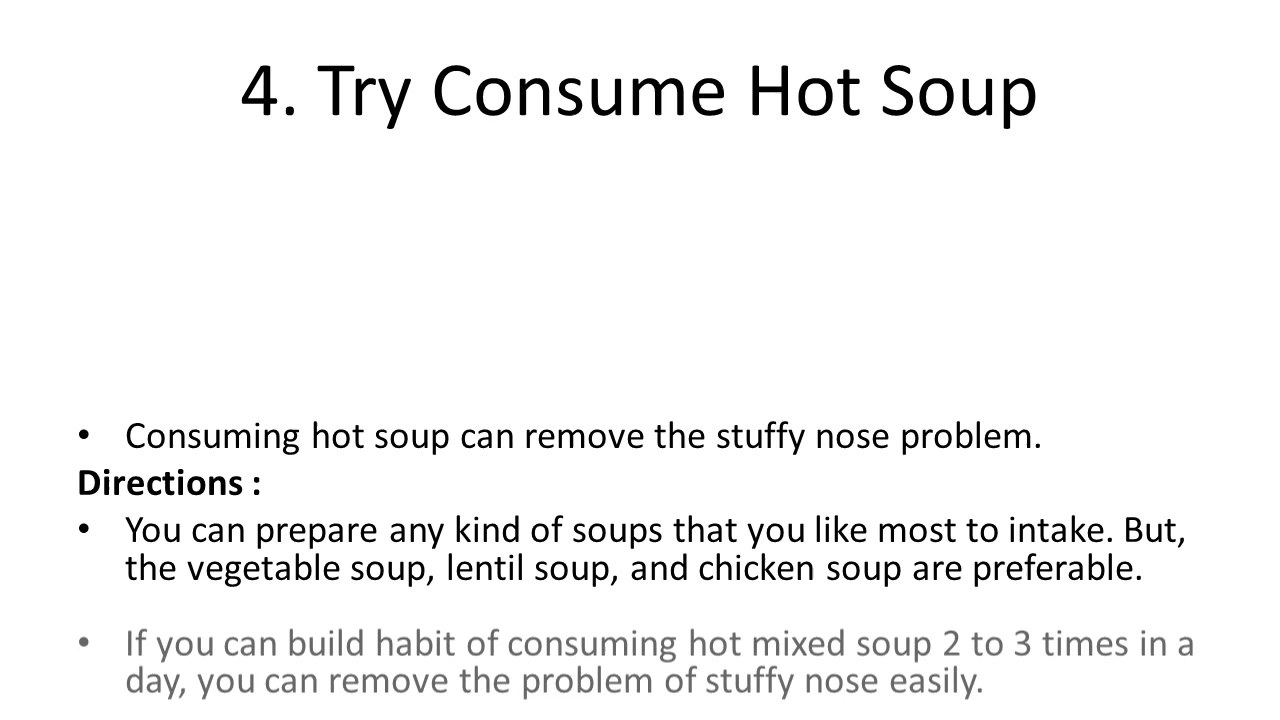 4. Try Consume Hot Soup
• Consuming hot soup can remove the stuffy nose problem.
Directions :
• You can prepare any kind of soups that you like most to intake. But,
the vegetable soup, lentil soup, and chicken soup are preferable.
• If you can build habit of consuming hot mixed soup 2 to 3 times in a
day, you can remove the problem of stuffy nose easily.